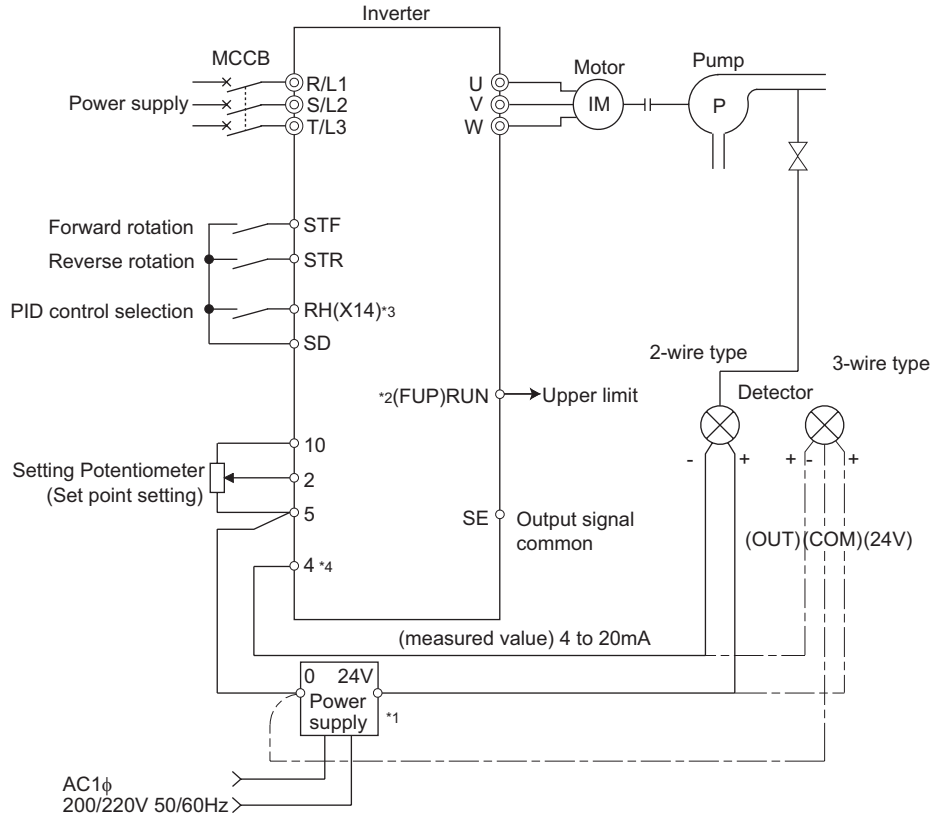 Inverter
MCCB
Power supply
R/L1
S/L2
T/L3
U
V
W
Motor
IM
Pump
P
Forward rotation
STF
Reverse rotation
STR
PID control selection
RH(X14)*3
SD
*2(FUP)RUN
Upper limit
2-wire type
3-wire type
Detector
- +
+ - +
10
Setting Potentiometer
(Set point setting)
2
5
SE
Output signal
common
(OUT)(COM)(24V)
4 *4
(measured value) 4 to 20mA
0 24V
Power
supply
*1
AC1ϕ
200/220V 50/60Hz